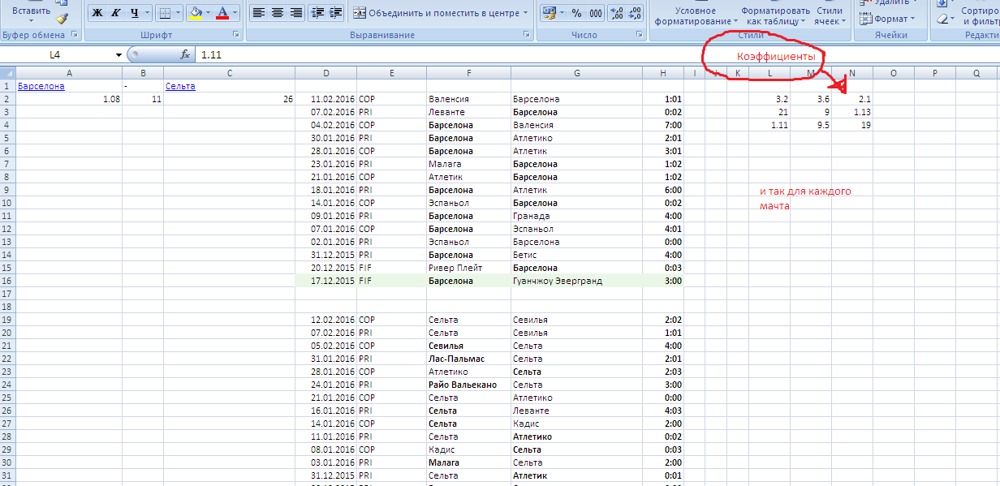 Вставить
Буфер обмена
Ж К Ч
A
Шрифт
Объединить и поместить в центре
Выравнивание
% 000
Число
Условное форматирование
Форматировать как таблицу
Стили ячеек
Стили
Удалить
Формат
Ячейки
L4 fx 1.11
Коэффициенты
A B C D E F G H I J K L M N O P Q
1 Барселона - Сельта
2 1.08 11 26 11.02.2016 COP Валенсия Барселона 1:01 3.2 3.6 2.1
3 07.02.2016 PRI Леванте Барселона 0:02 21 9 1.13
4 04.02.2016 COP Барселона Валенсия 7:00 1.11 9.5 19
5 30.01.2016 PRI Барселона Атлетико 2:01
6 28.01.2016 COP Барселона Атлетик 3:01
7 23.01.2016 PRI Малага Барселона 1:02
8 21.01.2016 COP Атлетик Барселона 1:02
9 18.01.2016 PRI Барселона Атлетик 6:00 и так для каждого
10 14.01.2016 COP Эспаньол Барселона 0:02 мачта
11 09.01.2016 PRI Барселона Гранада 4:00
12 07.01.2016 COP Барселона Эспаньол 4:01
13 02.01.2016 PRI Эспаньол Барселона 0:00
14 31.12.2015 PRI Барселона Бетис 4:00
15 20.12.2015 FIF Ривер Плейт Барселона 0:03
16 17.12.2015 FIF Барселона Гуанчжоу Эвергранд 3:00
17
18
19 12.02.2016 COP Сельта Севилья 2:02
20 07.02.2016 PRI Сельта Севилья 1:01
21 05.02.2016 COP Севилья Сельта 4:00
22 31.01.2016 PRI Лас-Пальмас Сельта 2:01
23 28.01.2016 COP Атлетико Сельта 2:03
24 24.01.2016 PRI Райо Вальекано Сельта 3:00
25 21.01.2016 COP Сельта Атлетико 0:00
26 16.01.2016 PRI Сельта Леванте 4:03
27 14.01.2016 COP Сельта Кадис 2:00
28 11.01.2016 PRI Сельта Атлетико 0:02
29 08.01.2016 COP Кадис Сельта 0:03
30 03.01.2016 PRI Малага Сельта 2:00
31 31.12.2015 PRI Сельта Атлетик 0:01